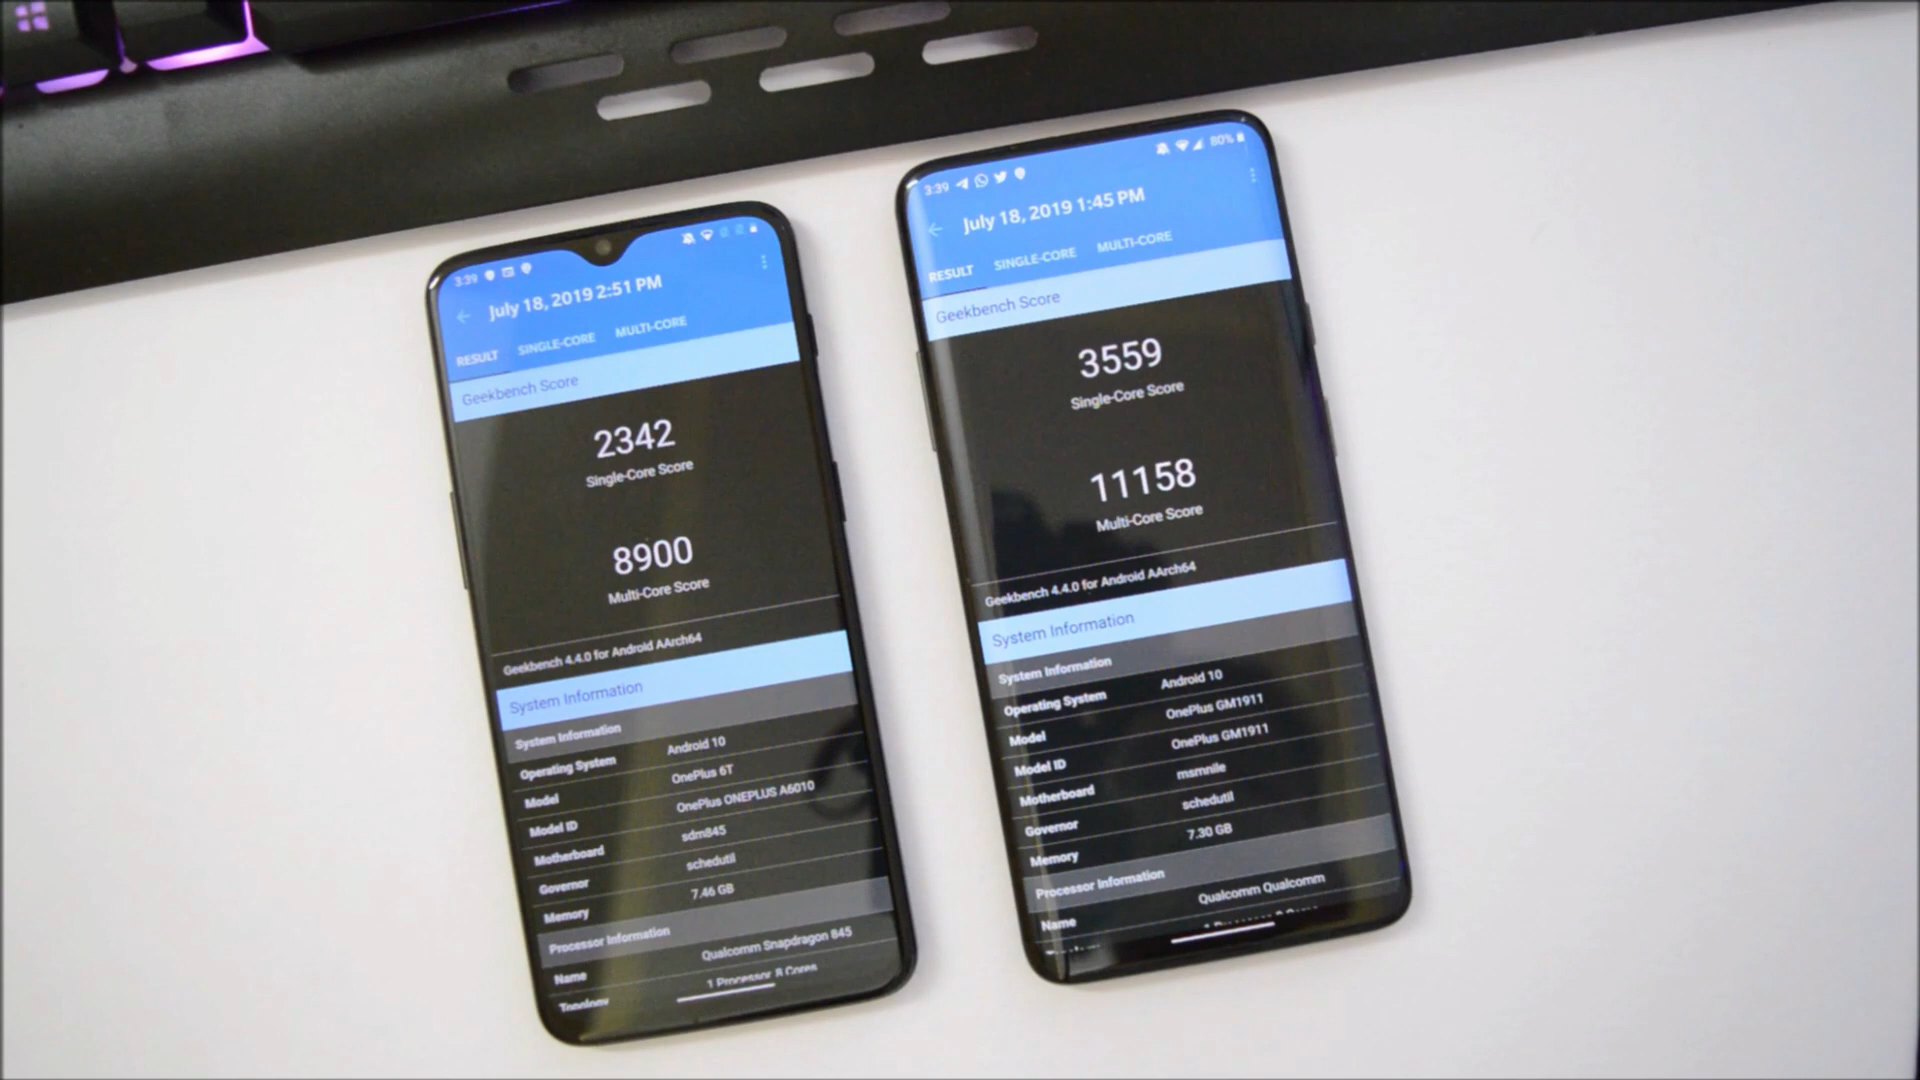 3:39
July 18, 2019 2:51 PM
RESULT SINGLE-CORE MULTI-CORE
Geekbench Score
2342
Single-Core Score
8900
Multi-Core Score
Geekbench 4.4.0 for Android AArch64
System Information
System Information
Operating System Android 10
Model OnePlus 6T
Model ID OnePlus ONEPLUS A6010
Motherboard sdm845
Governor schedutil
Memory 7.46 GB
Processor Information
Name Qualcomm Snapdragon 845
Topology 1 Processor, 8 Cores
3:39 80%
July 18, 2019 1:45 PM
RESULT SINGLE-CORE MULTI-CORE
Geekbench Score
3559
Single-Core Score
11158
Multi-Core Score
Geekbench 4.4.0 for Android AArch64
System Information
System Information
Operating System Android 10
Model OnePlus GM1911
Model ID OnePlus GM1911
Motherboard msmnile
Governor schedutil
Memory 7.30 GB
Processor Information
Name Qualcomm Qualcomm